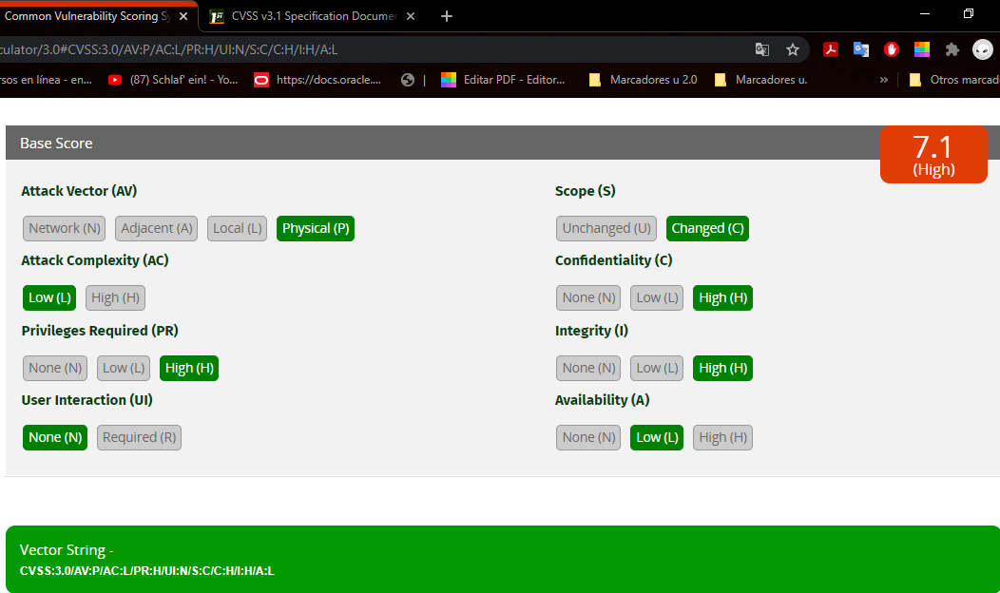 Common Vulnerability Scoring Sy
CVSS v3.1 Specification Documen
culator/3.0#CVSS:3.0/AV:P/AC:L/PR:H/UI:N/S:C/C:H/I:H/A:L
rsos en línea - en...
(87) Schlaf' ein! - Yo...
https://docs.oracle....
Editar PDF - Editor...
Marcadores u 2.0
Marcadores u.
Otros marcad
Base Score
7.1
(High)
Attack Vector (AV)
Network (N) Adjacent (A) Local (L) Physical (P)
Attack Complexity (AC)
Low (L) High (H)
Privileges Required (PR)
None (N) Low (L) High (H)
User Interaction (UI)
None (N) Required (R)
Scope (S)
Unchanged (U) Changed (C)
Confidentiality (C)
None (N) Low (L) High (H)
Integrity (I)
None (N) Low (L) High (H)
Availability (A)
None (N) Low (L) High (H)
Vector String -
CVSS:3.0/AV:P/AC:L/PR:H/UI:N/S:C/C:H/I:H/A:L